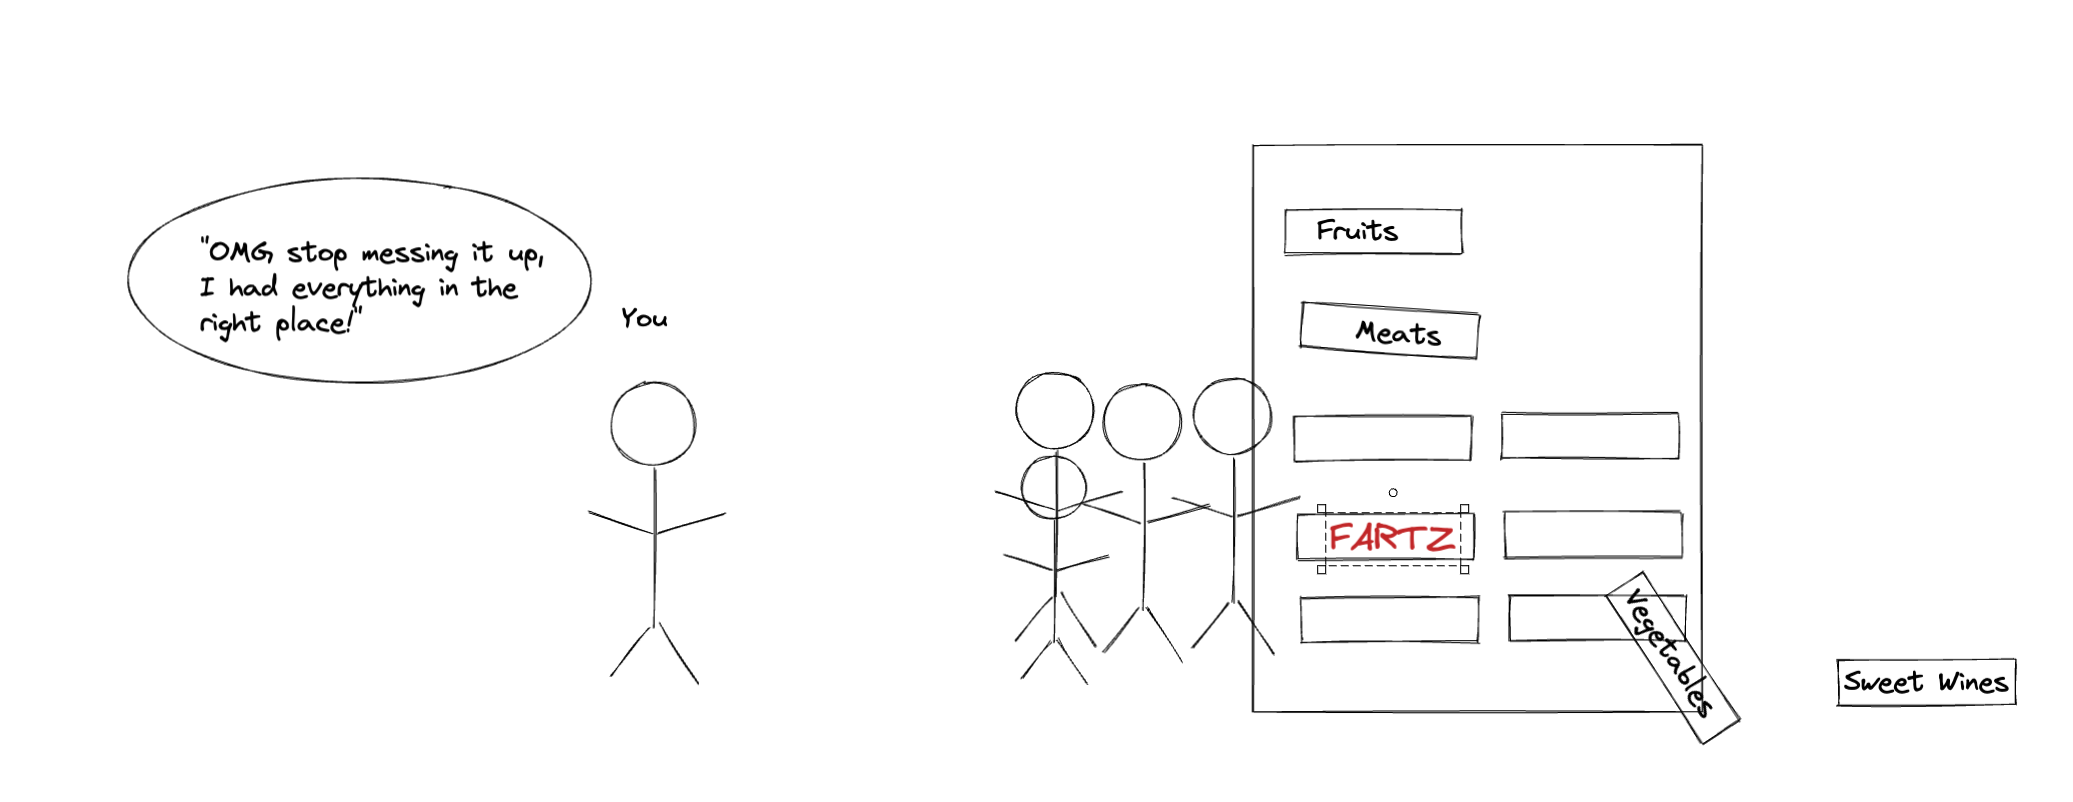 "OMG stop messing it up,
I had everything in the
right place!"
You
Fruits
Meats
FARTZ
Vegetables
Sweet Wines